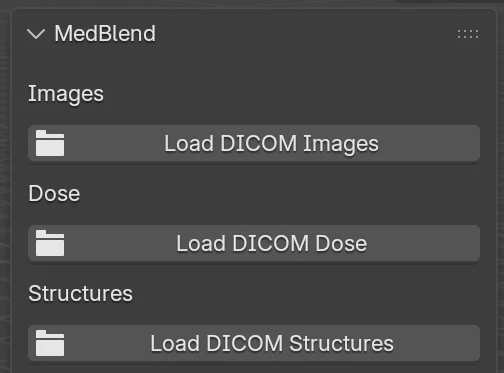 MedBlend
Images
Load DICOM Images
Dose
Load DICOM Dose
Structures
Load DICOM Structures